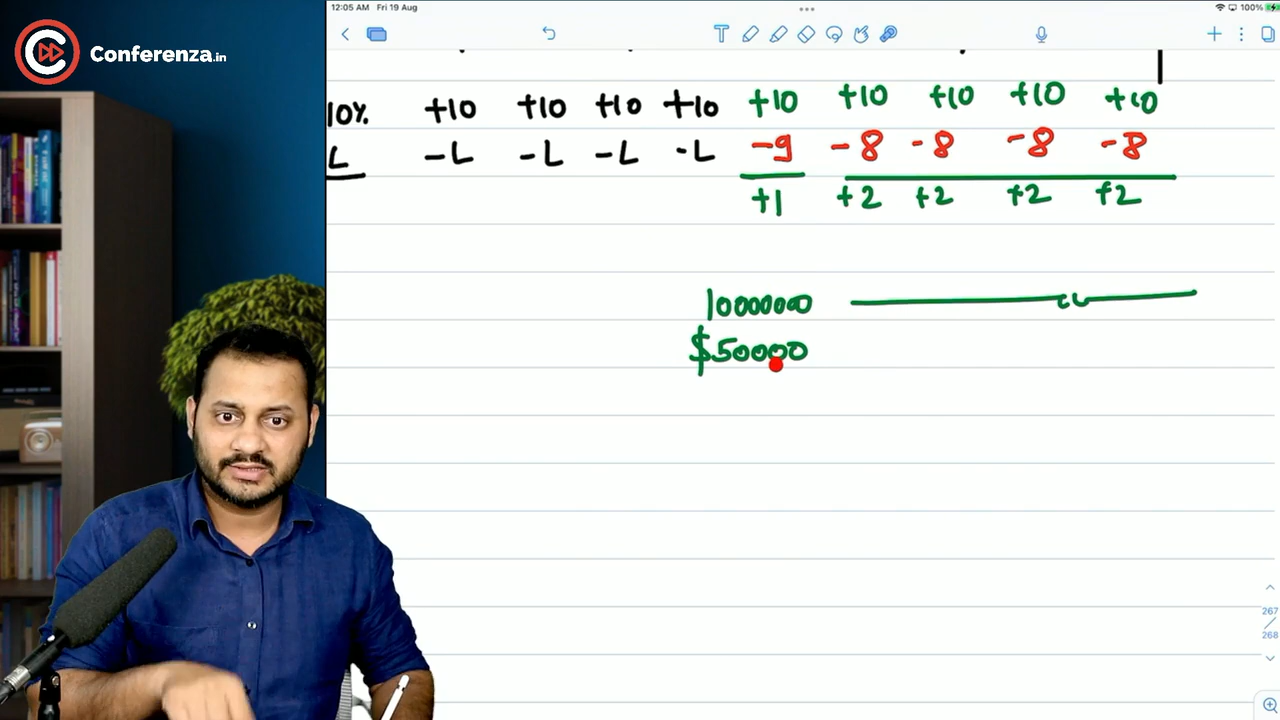 12:05 AM Fri 19 Aug 100%
Conferenza.in
10% +10 +10 +10 +10 +10 +10 +10 +10 +10
L -L -L -L -L -9 -8 -8 -8 -8
+1 +2 +2 +2 +2
10000000
$50000
267
268